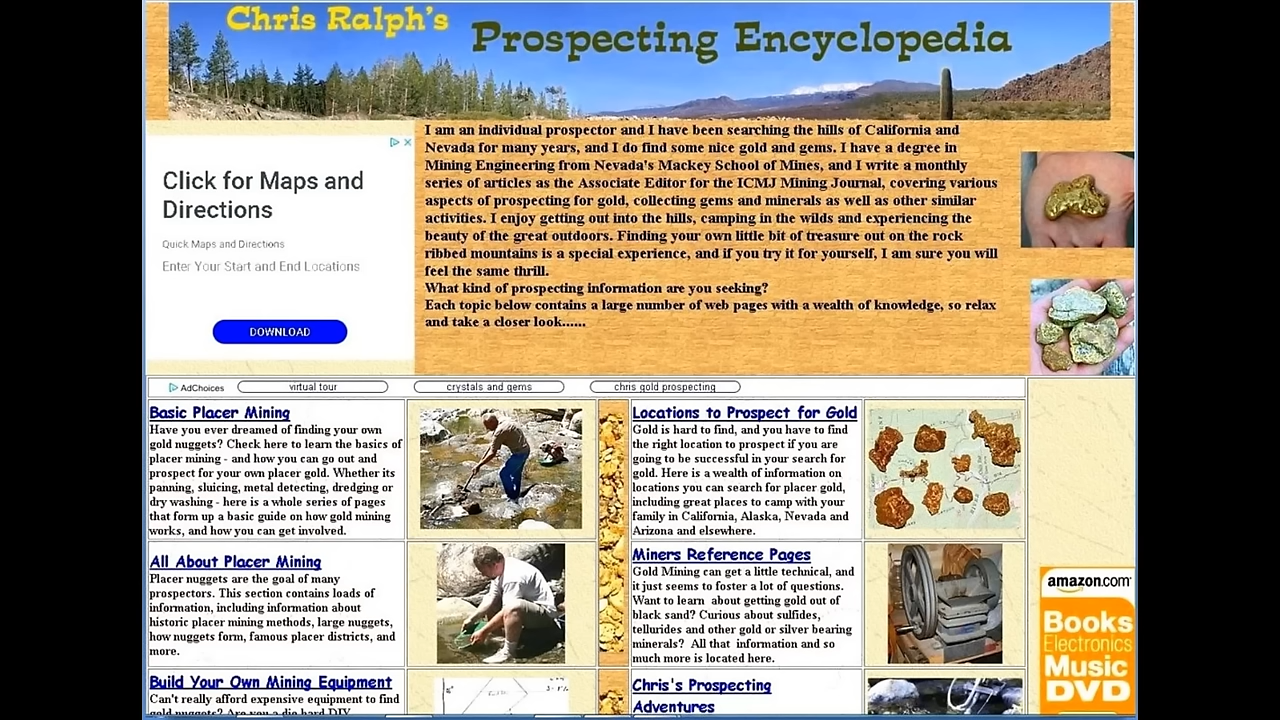 Chris Ralph's
Prospecting Encyclopedia
Click for Maps and
Directions
Quick Maps and Directions
Enter Your Start and End Locations
DOWNLOAD
I am an individual prospector and I have been searching the hills of California and
Nevada for many years, and I do find some nice gold and gems. I have a degree in
Mining Engineering from Nevada's Mackey School of Mines, and I write a monthly
series of articles as the Associate Editor for the ICMJ Mining Journal, covering various
aspects of prospecting for gold, collecting gems and minerals as well as other similar
activities. I enjoy getting out into the hills, camping in the wilds and experiencing the
beauty of the great outdoors. Finding your own little bit of treasure out on the rock
ribbed mountains is a special experience, and if you try it for yourself, I am sure you will
feel the same thrill.
What kind of prospecting information are you seeking?
Each topic below contains a large number of web pages with a wealth of knowledge, so relax
and take a closer look......
AdChoices
virtual tour
crystals and gems
chris gold prospecting
Basic Placer Mining
Have you ever dreamed of finding your own
gold nuggets? Check here to learn the basics of
placer mining - and how you can go out and
prospect for your own placer gold. Whether its
panning, sluicing, metal detecting, dredging or
dry washing - here is a whole series of pages
that form up a basic guide on how gold mining
works, and how you can get involved.
Locations to Prospect for Gold
Gold is hard to find, and you have to find
the right location to prospect if you are
going to be successful in your search for
gold. Here is a wealth of information on
locations you can search for placer gold,
including great places to camp with your
family in California, Alaska, Nevada and
Arizona and elsewhere.
All About Placer Mining
Placer nuggets are the goal of many
prospectors. This section contains loads of
information, including information about
historic placer mining methods, large nuggets,
how nuggets form, famous placer districts, and
more.
Miners Reference Pages
Gold Mining can get a little technical, and
it just seems to foster a lot of questions.
Want to learn about getting gold out of
black sand? Curious about sulfides,
tellurides and other gold or silver bearing
minerals? All that information and so
much more is located here.
amazon.com
Books
Electronics
Music
DVD
Build Your Own Mining Equipment
Can't really afford expensive equipment to find
gold nuggets? Are you a die hard DIY
Chris's Prospecting
Adventures